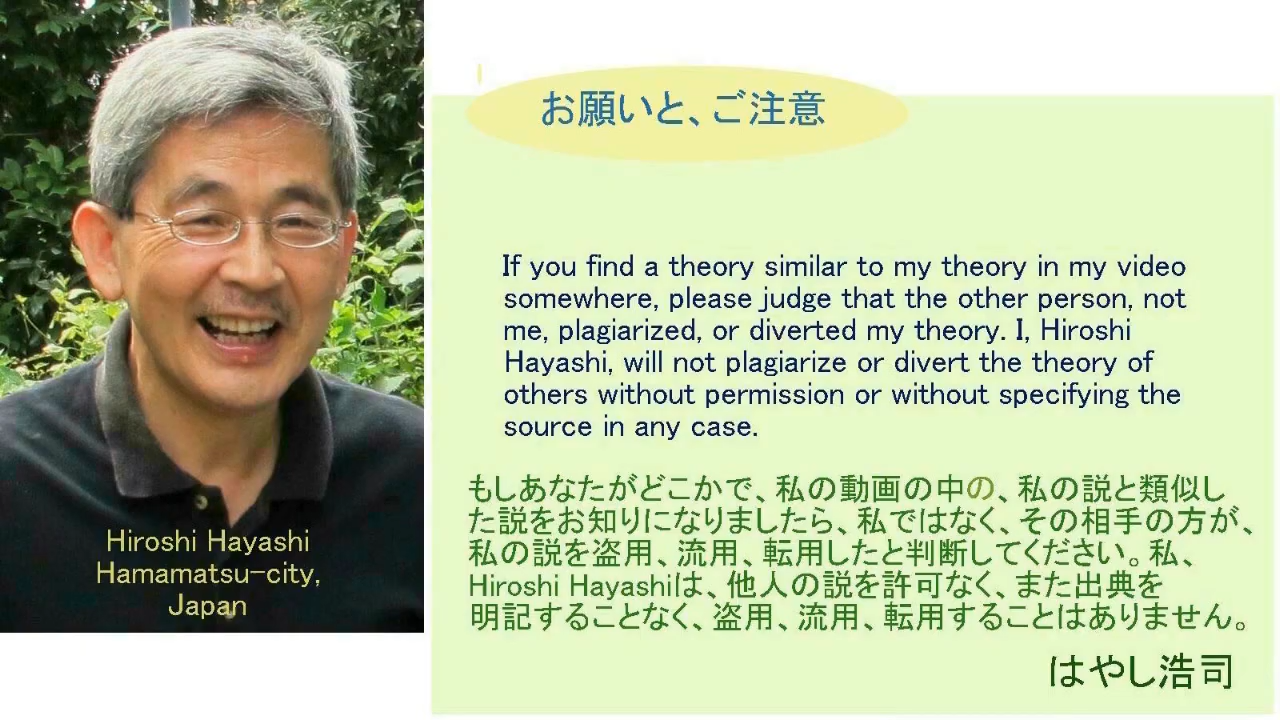 お願いと、ご注意
If you find a theory similar to my theory in my video
somewhere, please judge that the other person, not
me, plagiarized, or diverted my theory. I, Hiroshi
Hayashi, will not plagiarize or divert the theory of
others without permission or without specifying the
source in any case.
もしあなたがどこかで、私の動画の中の、私の説と類似し
た説をお知りになりましたら、私ではなく、その相手の方が、
私の説を盗用、流用、転用したと判断してください。私、
Hiroshi Hayashiは、他人の説を許可なく、また出典を
明記することなく、盗用、流用、転用することはありません。
はやし浩司
Hiroshi Hayashi
Hamamatsu-city,
Japan